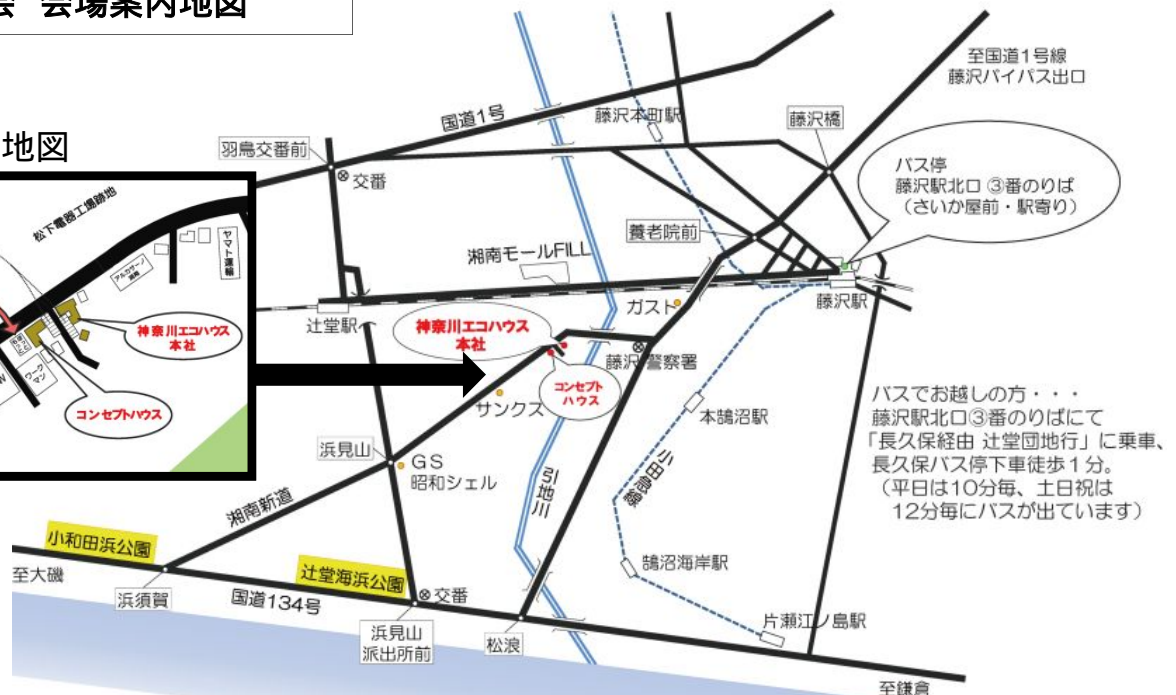 会 会場案内地図
地図
松下電器工場跡地
ヤマト運輸
アルカサーノ
湘南
神奈川エコハウス
本社
ワーク
マン
コンセプトハウス
至国道1号線
藤沢バイパス出口
国道1号
藤沢本町駅
藤沢橋
羽鳥交番前
交番
バス停
藤沢駅北口 ③番のりば
(さいか屋前・駅寄り)
養老院前
湘南モールFILL
ガスト
藤沢駅
辻堂駅
神奈川エコハウス
本社
藤沢警察署
コンセプト
ハウス
サンクス
本鵠沼駅
バスでお越しの方・・・
藤沢駅北口③番のりばにて
「長久保経由 辻堂団地行」に乗車、
長久保バス停下車徒歩1分。
(平日は10分毎、土日祝は
12分毎にバスが出ています)
浜見山
GS
昭和シェル
引地川
小田急線
湘南新道
小和田浜公園
至大磯
辻堂海浜公園
鵠沼海岸駅
浜須賀
国道134号
交番
浜見山
派出所前
松浪
片瀬江ノ島駅
至鎌倉